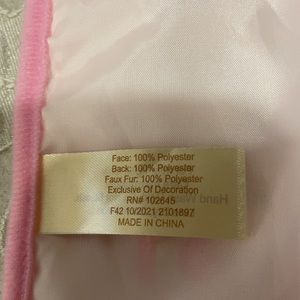 Face: 100% Polyester
Back: 100% Polyester
Faux Fur: 100% Polyester
Exclusive Of Decoration
RN# 102645
F42 10/2021 2101897
MADE IN CHINA